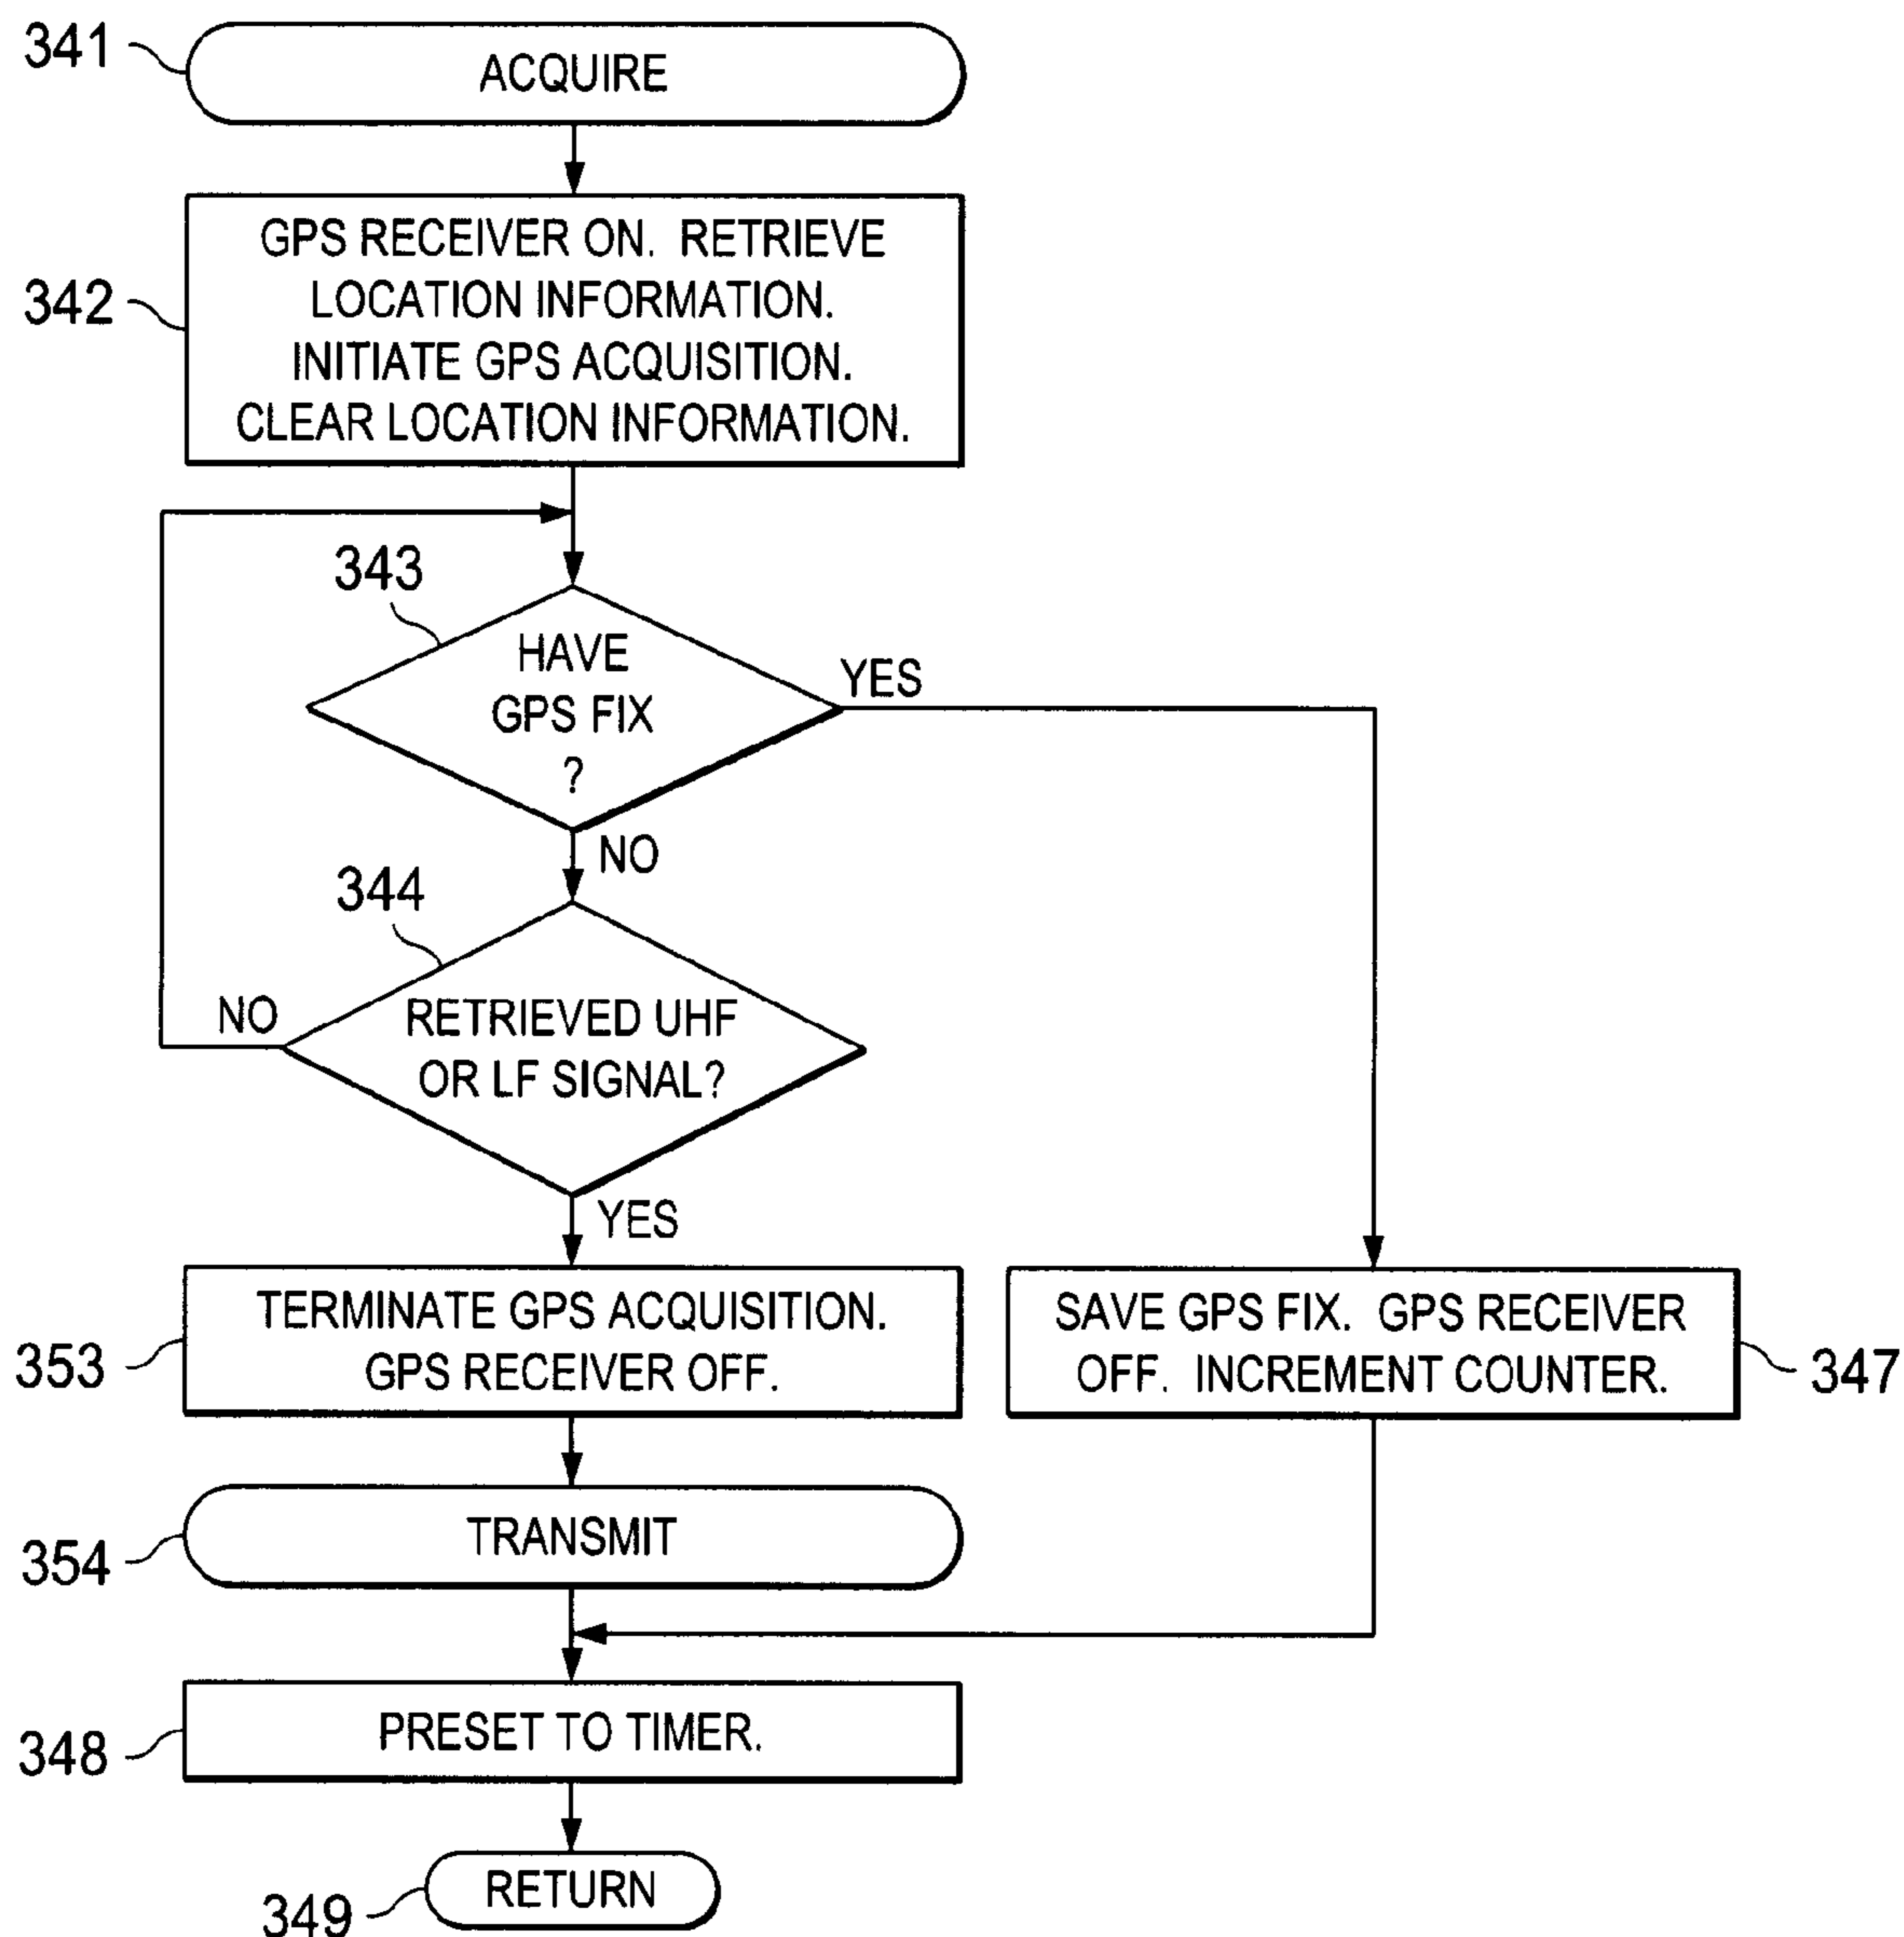 341
ACQUIRE
342
GPS RECEIVER ON. RETRIEVE
LOCATION INFORMATION.
INITIATE GPS ACQUISITION.
CLEAR LOCATION INFORMATION.
343
HAVE
GPS FIX
?
YES
NO
344
RETRIEVED UHF
OR LF SIGNAL?
NO
YES
353
TERMINATE GPS ACQUISITION.
GPS RECEIVER OFF.
SAVE GPS FIX. GPS RECEIVER
OFF. INCREMENT COUNTER.
347
354
TRANSMIT
348
PRESET TO TIMER.
349
RETURN